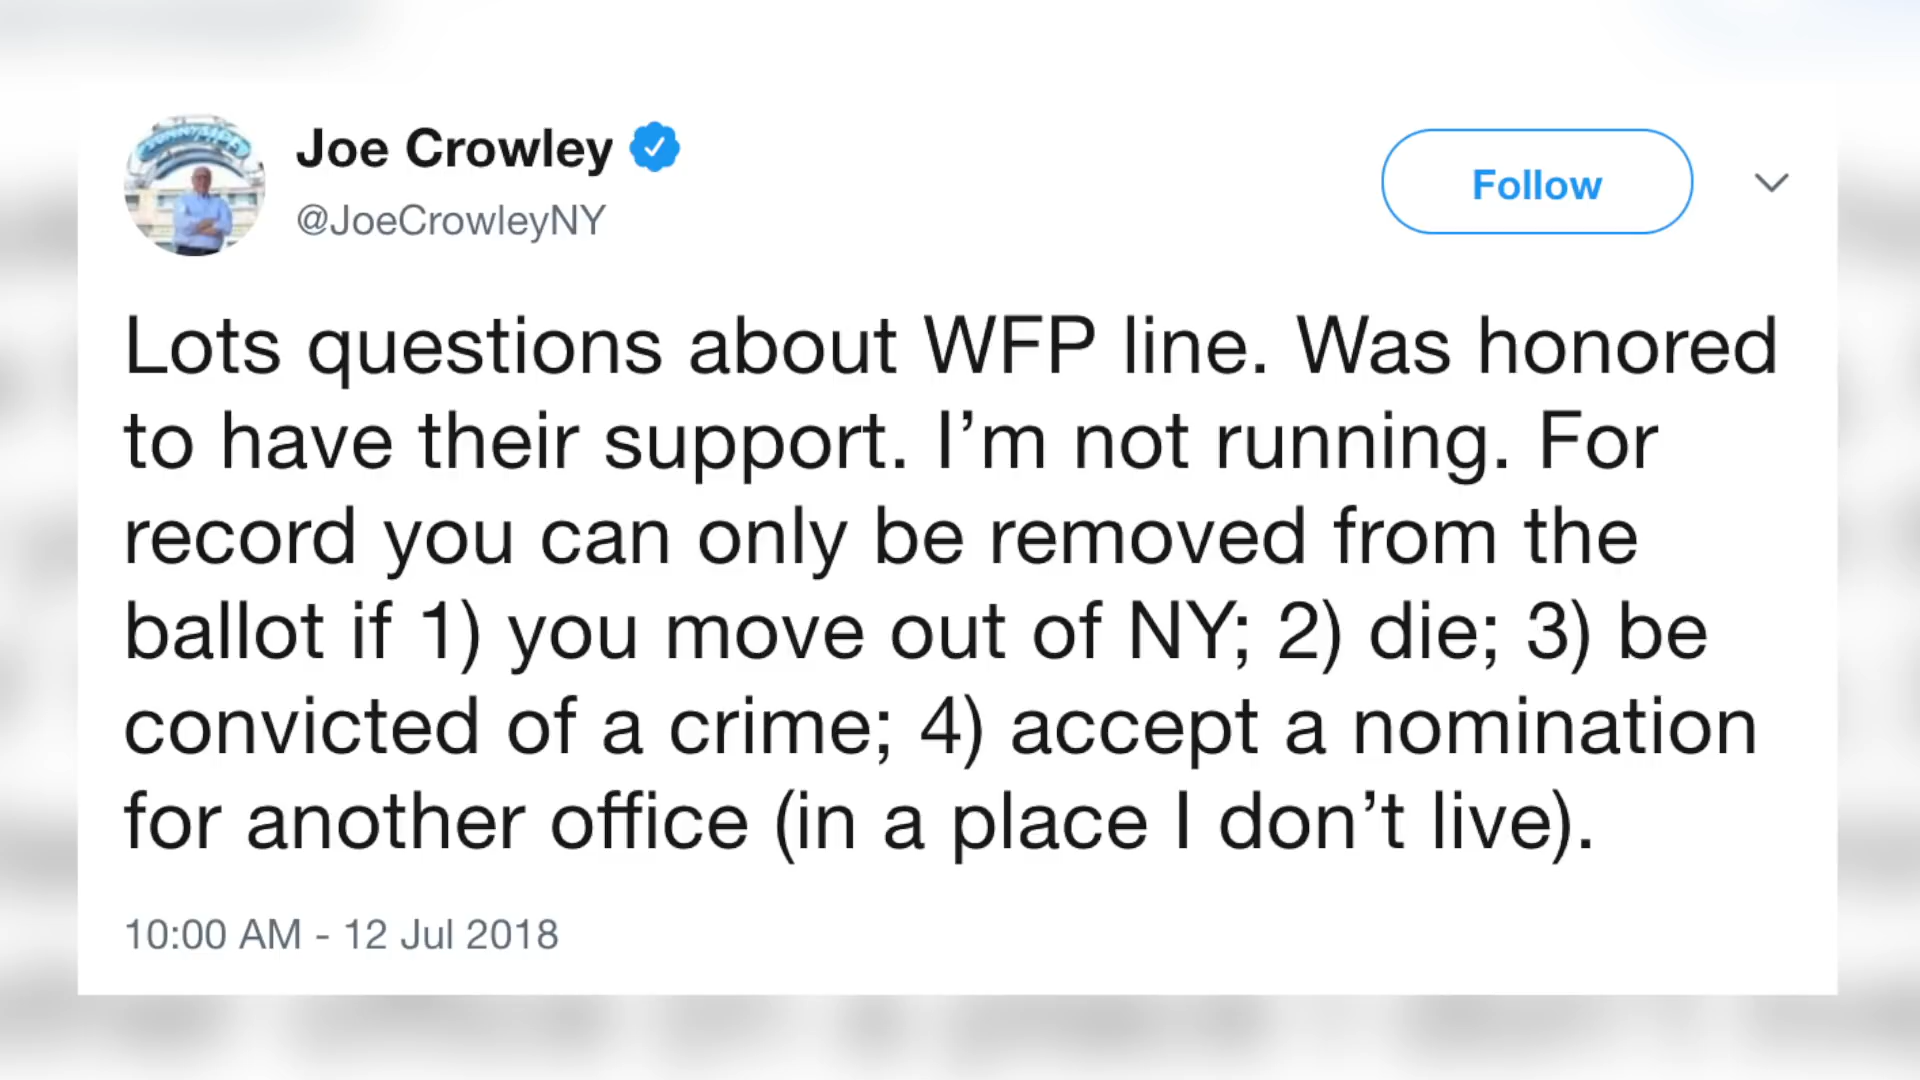 SUNNYSIDE
Joe Crowley
@JoeCrowleyNY
Follow
Lots questions about WFP line. Was honored
to have their support. I’m not running. For
record you can only be removed from the
ballot if 1) you move out of NY; 2) die; 3) be
convicted of a crime; 4) accept a nomination
for another office (in a place I don’t live).
10:00 AM - 12 Jul 2018